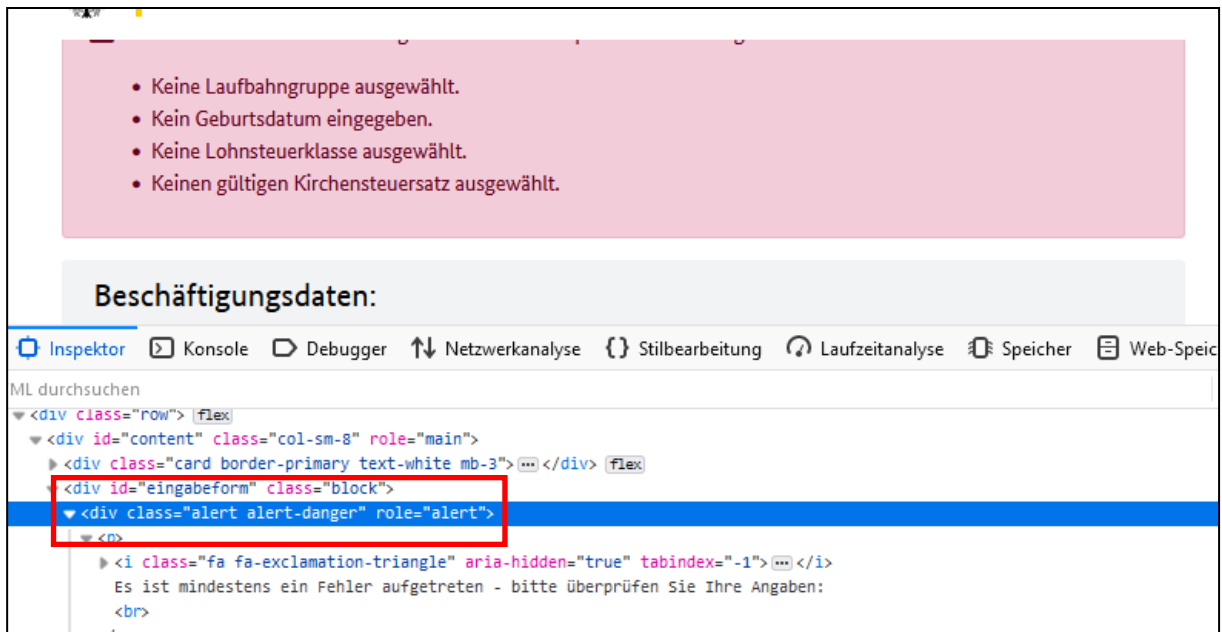 • Keine Laufbahngruppe ausgewählt.
• Kein Geburtsdatum eingegeben.
• Keine Lohnsteuerklasse ausgewählt.
• Keinen gültigen Kirchensteuersatz ausgewählt.
Beschäftigungsdaten:
Inspektor Konsole Debugger Netzwerkanalyse {} Stilbearbeitung Laufzeitanalyse Speicher Web-Speic
ML durchsuchen
<div class="row"> flex
<div id="content" class="col-sm-8" role="main">
<div class="card border-primary text-white mb-3"> ... </div> flex
<div id="eingabeform" class="block">
<div class="alert alert-danger" role="alert">
<p>
<i class="fa fa-exclamation-triangle" aria-hidden="true" tabindex="-1"> ... </i>
Es ist mindestens ein Fehler aufgetreten - bitte überprüfen Sie Ihre Angaben:
<br>